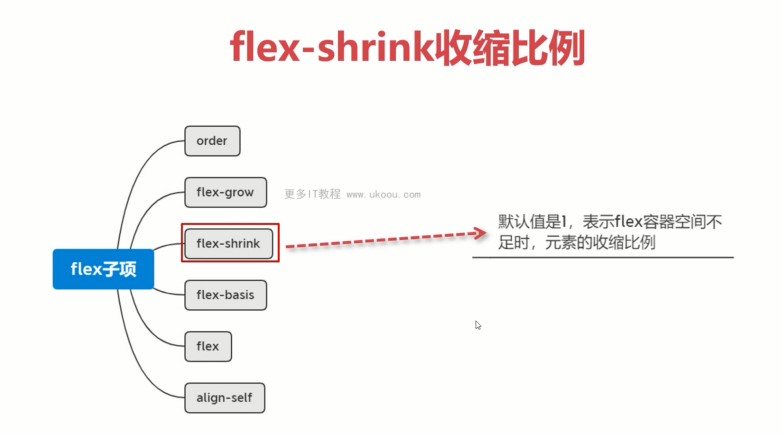 flex-shrink收缩比例
order
flex-grow
更多IT教程 www.ukoou.com
flex-shrink
默认值是1，表示flex容器空间不
足时，元素的收缩比例
flex子项
flex-basis
flex
align-self